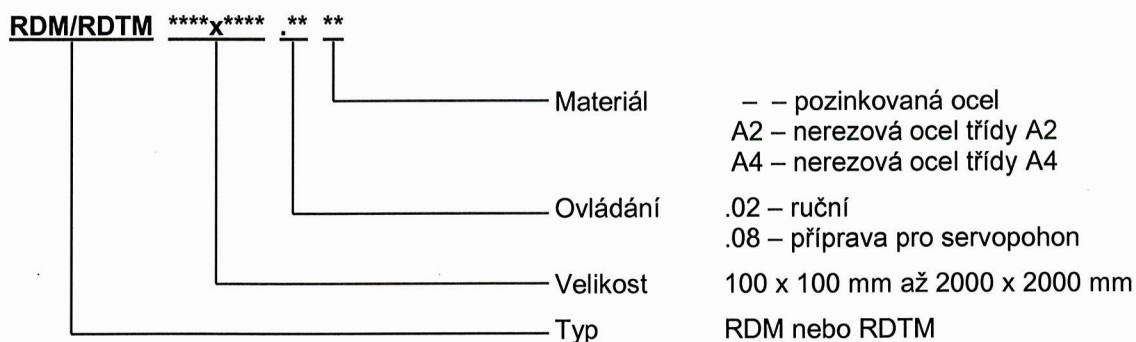 RDM/RDTM ****x**** .** **
Materiál – – pozinkovaná ocel
A2 – nerezová ocel třídy A2
A4 – nerezová ocel třídy A4
Ovládání .02 – ruční
.08 – příprava pro servopohon
Velikost 100 x 100 mm až 2000 x 2000 mm
Typ RDM nebo RDTM